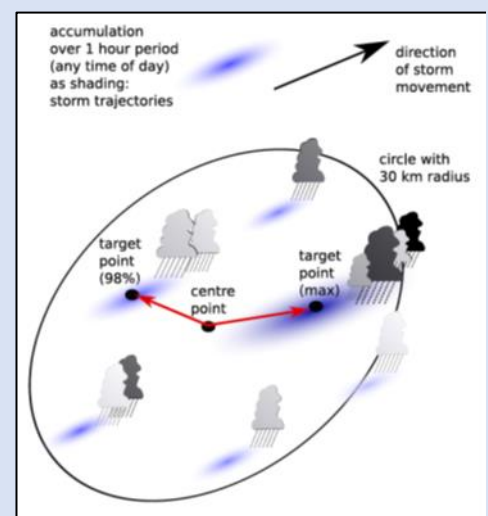 accumulation
over 1 hour period
(any time of day)
as shading:
storm trajectories
direction
of storm
movement
circle with
30 km radius
target
point
(98%)
centre
point
target
point
(max)